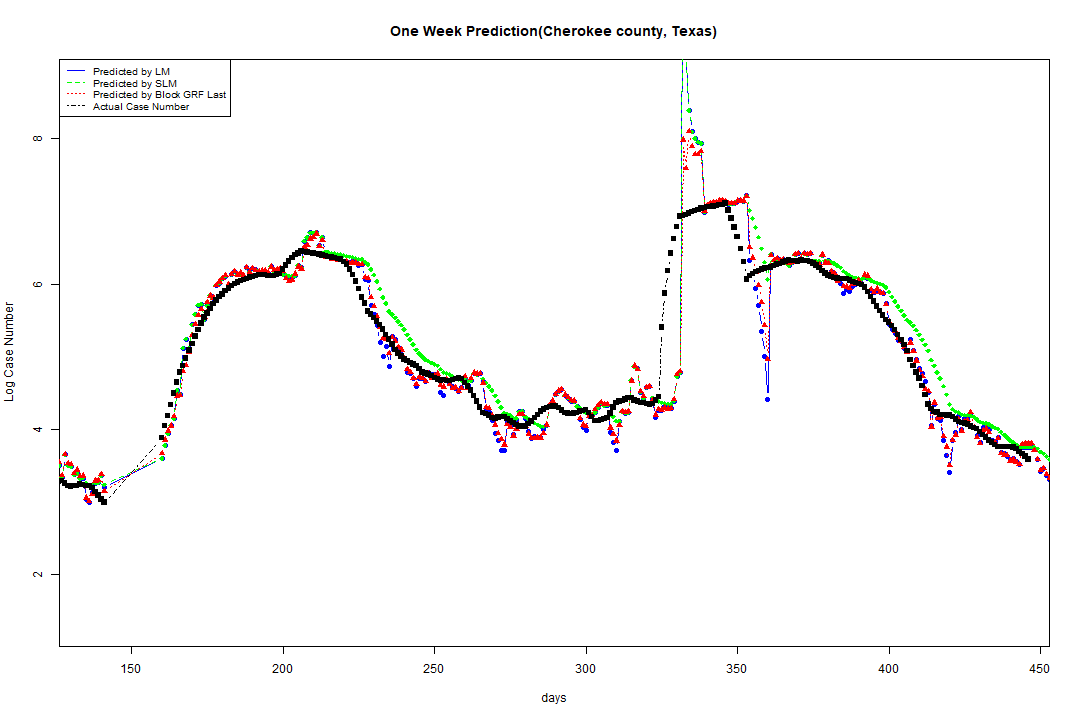 One Week Prediction(Cherokee county, Texas)
Predicted by LM
Predicted by SLM
Predicted by Block GRF Last
Actual Case Number
8
6
4
2
Log Case Number
150 200 250 300 350 400 450
days